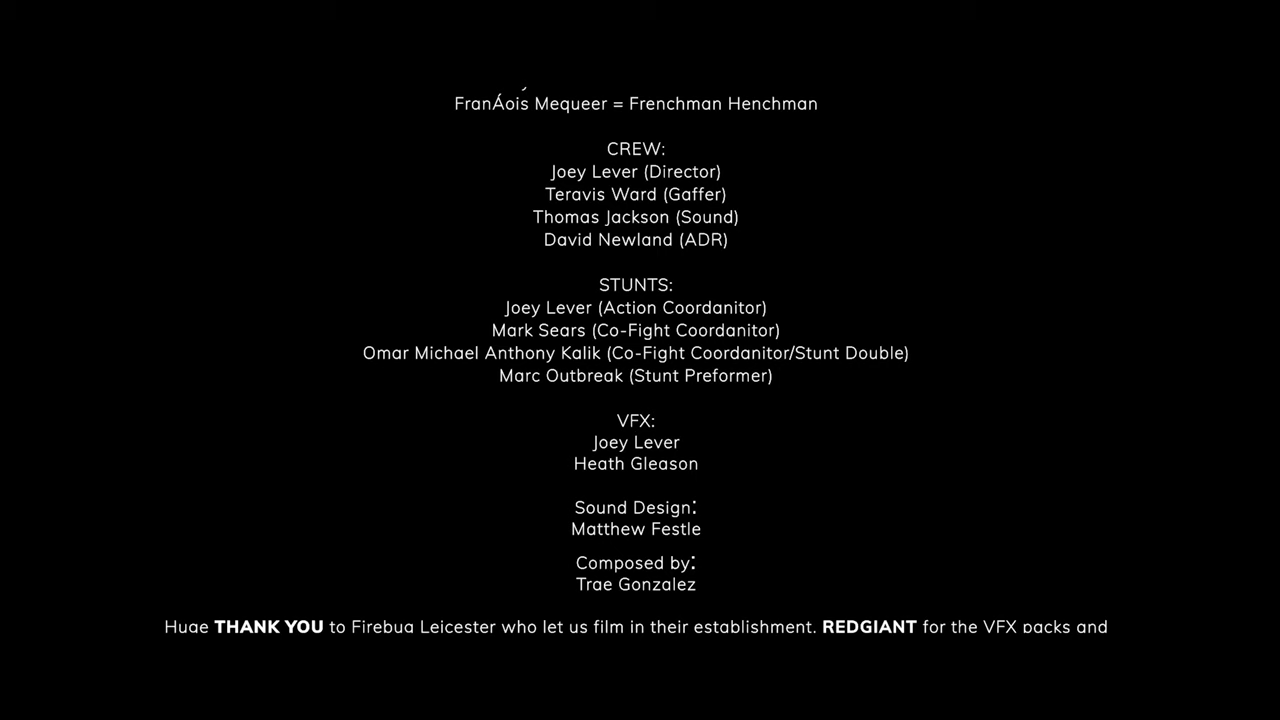 FranÁois Mequeer = Frenchman Henchman
CREW:
Joey Lever (Director)
Teravis Ward (Gaffer)
Thomas Jackson (Sound)
David Newland (ADR)
STUNTS:
Joey Lever (Action Coordanitor)
Mark Sears (Co-Fight Coordanitor)
Omar Michael Anthony Kalik (Co-Fight Coordanitor/Stunt Double)
Marc Outbreak (Stunt Preformer)
VFX:
Joey Lever
Heath Gleason
Sound Design:
Matthew Festle
Composed by:
Trae Gonzalez
Huge THANK YOU to Firebug Leicester who let us film in their establishment. REDGIANT for the VFX packs and